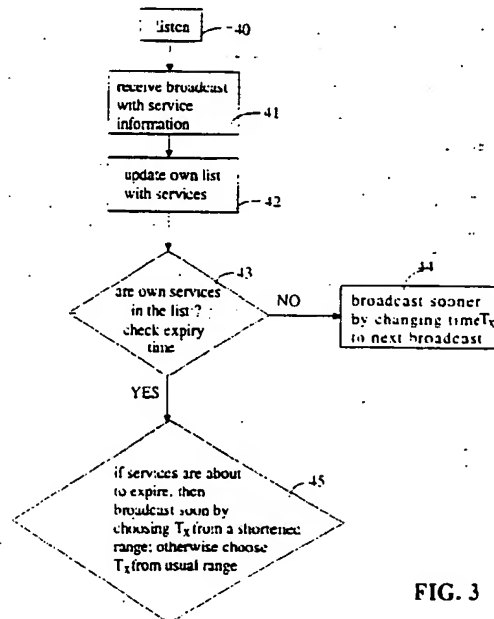 listen
40
receive broadcast
with service
information
41
update own list
with services
42
are own services
in the list?
check expiry
time
43
NO
44
broadcast sooner
by changing time Tx
to next broadcast
YES
if services are about
to expire, then
broadcast soon by
choosing Tx from a shortened
range; otherwise choose
Tx from usual range
45
FIG. 3